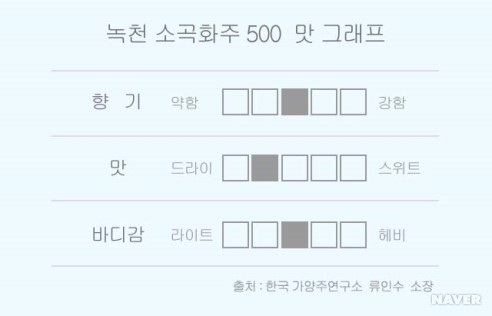 녹천 소곡화주 500 맛 그래프
향 기 약함 강함
맛 드라이 스위트
바디감 라이트 헤비
출처 : 한국 가양주연구소 류인수 소장
NAVER